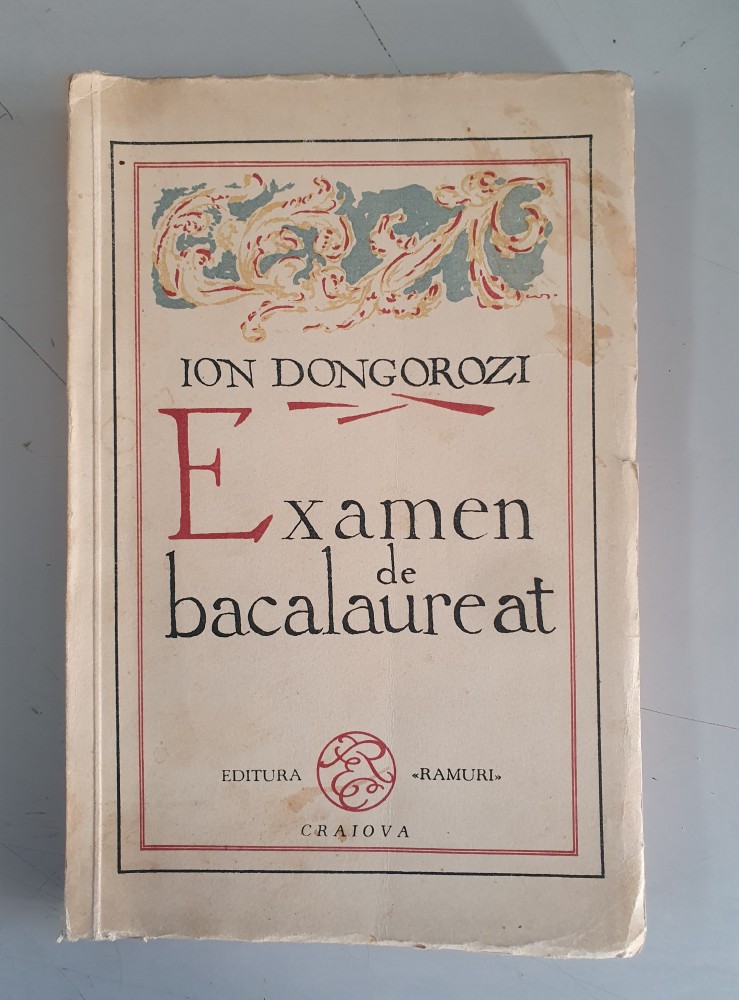 ION DONGOROZI
Examen
de
bacalaureat
EDITURA «RAMURI»
CRAIOVA